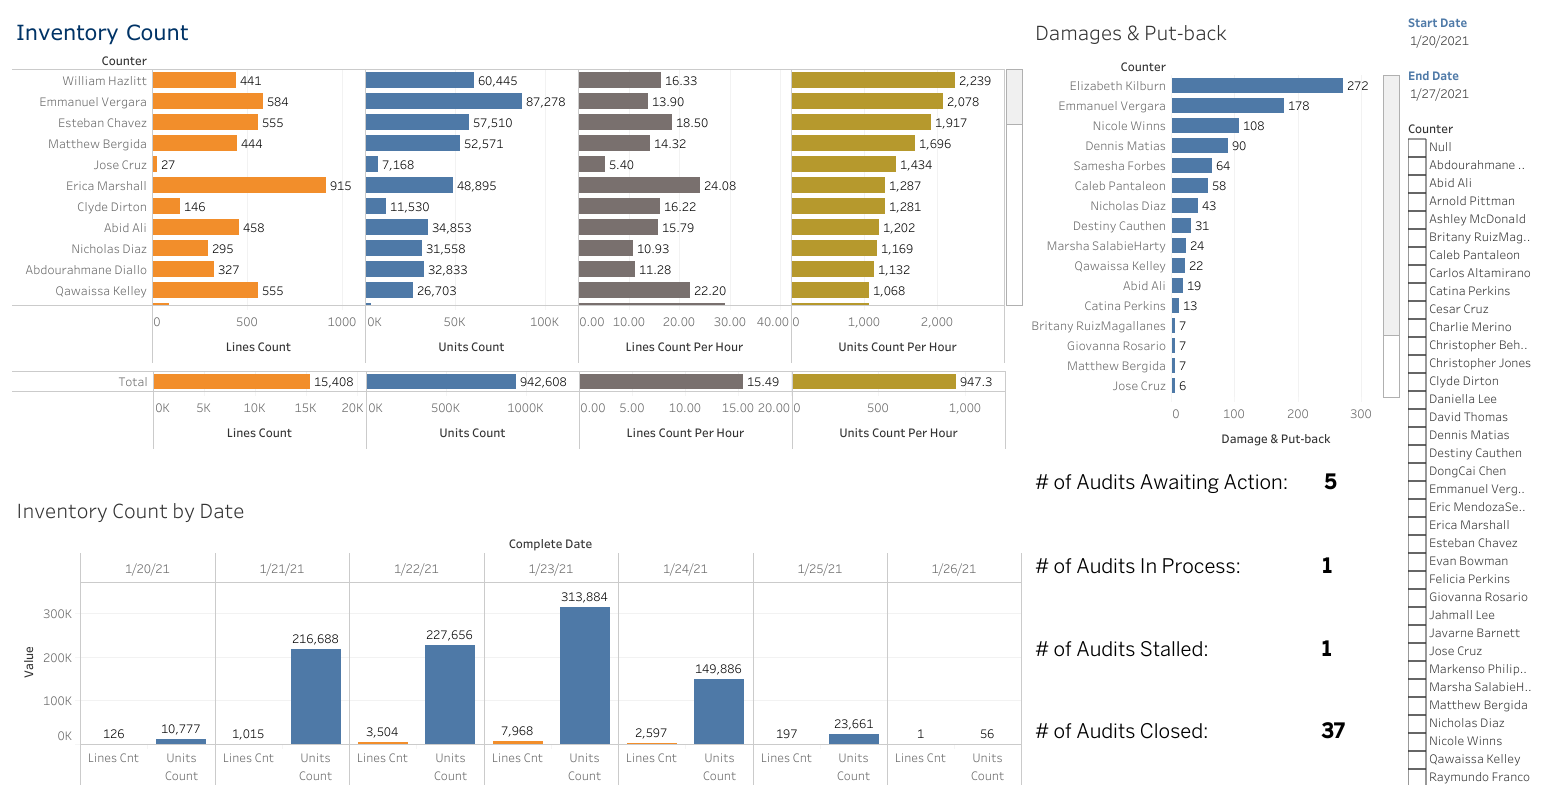 Inventory Count
Counter
William Hazlitt 441 60,445 16.33 2,239
Emmanuel Vergara 584 87,278 13.90 2,078
Esteban Chavez 555 57,510 18.50 1,917
Matthew Bergida 444 52,571 14.32 1,696
Jose Cruz 27 7,168 5.40 1,434
Erica Marshall 915 48,895 24.08 1,287
Clyde Dirton 146 11,530 16.22 1,281
Abid Ali 458 34,853 15.79 1,202
Nicholas Diaz 295 31,558 10.93 1,169
Abdourahmane Diallo 327 32,833 11.28 1,132
Qawaissa Kelley 555 26,703 22.20 1,068
0 500 1000 0K 50K 100K 0.00 10.00 20.00 30.00 40.00 0 1,000 2,000
Lines Count Units Count Lines Count Per Hour Units Count Per Hour
Total 15,408 942,608 15.49 947.3
0K 5K 10K 15K 20K 0K 500K 1000K 0.00 5.00 10.00 15.00 20.00 0 500 1,000
Lines Count Units Count Lines Count Per Hour Units Count Per Hour
Damages & Put-back
Counter
Elizabeth Kilburn 272
Emmanuel Vergara 178
Nicole Winns 108
Dennis Matias 90
Samesha Forbes 64
Caleb Pantaleon 58
Nicholas Diaz 43
Destiny Cauthen 31
Marsha SalabieHarty 24
Qawaissa Kelley 22
Abid Ali 19
Catina Perkins 13
Britany RuizMagallanes 7
Giovanna Rosario 7
Matthew Bergida 7
Jose Cruz 6
0 100 200 300
Damage & Put-back
# of Audits Awaiting Action: 5
# of Audits In Process: 1
# of Audits Stalled: 1
# of Audits Closed: 37
Inventory Count by Date
Complete Date
1/20/21 1/21/21 1/22/21 1/23/21 1/24/21 1/25/21 1/26/21
Value
300K
200K
100K
0K
126 10,777 1,015 216,688 3,504 227,656 7,968 313,884 2,597 149,886 197 23,661 1 56
Lines Cnt Units Lines Cnt Units Lines Cnt Units Lines Cnt Units Lines Cnt Units Lines Cnt Units Lines Cnt Units
Count Count Count Count Count Count Count
Start Date
1/20/2021
End Date
1/27/2021
Counter
Null
Abdourahmane ..
Abid Ali
Arnold Pittman
Ashley McDonald
Britany RuizMag..
Caleb Pantaleon
Carlos Altamirano
Catina Perkins
Cesar Cruz
Charlie Merino
Christopher Beh..
Christopher Jones
Clyde Dirton
Daniella Lee
David Thomas
Dennis Matias
Destiny Cauthen
DongCai Chen
Emmanuel Verg..
Eric MendozaSe..
Erica Marshall
Esteban Chavez
Evan Bowman
Felicia Perkins
Giovanna Rosario
Jahmall Lee
Javarne Barnett
Jose Cruz
Markenso Philip..
Marsha SalabieH..
Matthew Bergida
Nicholas Diaz
Nicole Winns
Qawaissa Kelley
Raymundo Franco